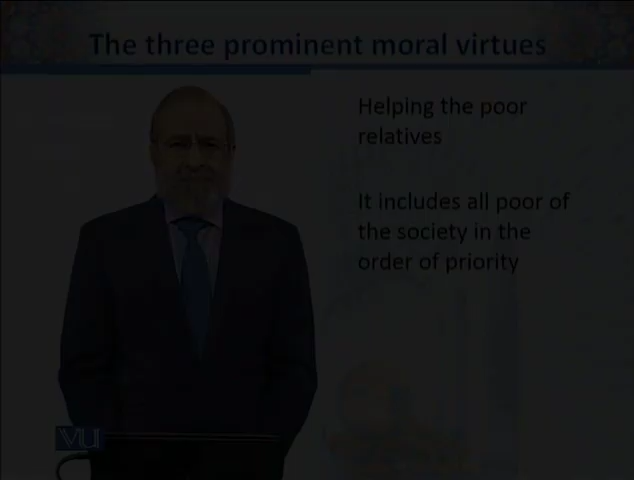 The three prominent moral virtues
Helping the poor
relatives
It includes all poor of
the society in the
order of priority
VU